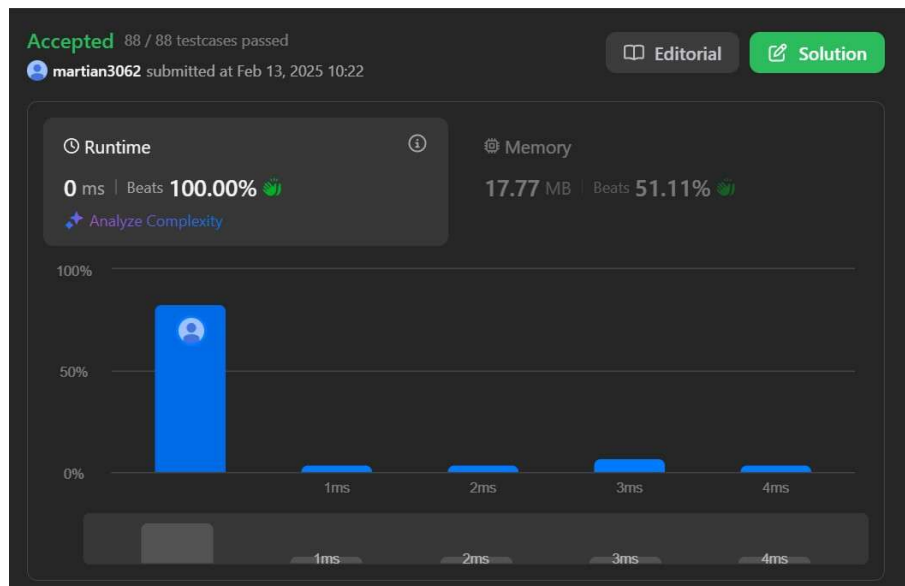 Accepted 88 / 88 testcases passed
Editorial
Solution
martian3062 submitted at Feb 13, 2025 10:22
Runtime
0 ms | Beats 100.00%
Analyze Complexity
Memory
17.77 MB | Beats 51.11%
100%
50%
0%
1ms 2ms 3ms 4ms
1ms 2ms 3ms 4ms